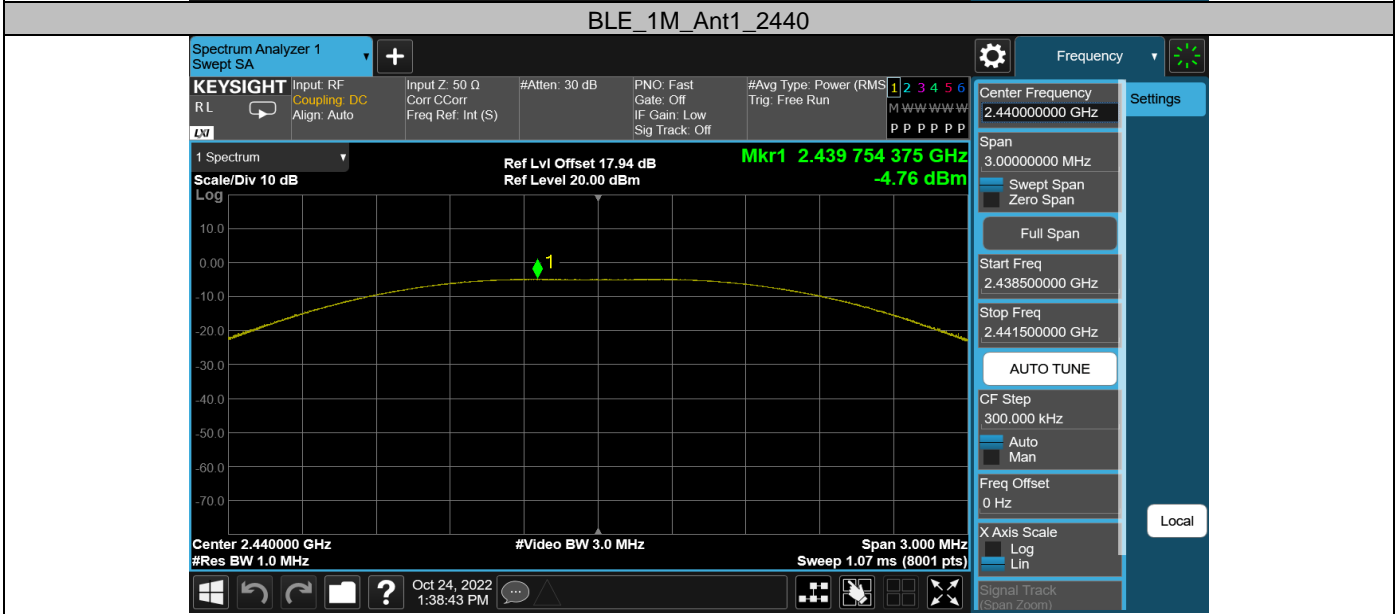 BLE_1M_Ant1_2440
Spectrum Analyzer 1
Swept SA
+
Frequency
KEYSIGHT
RL
LXI
Input: RF
Coupling: DC
Align: Auto
Input Z: 50 Ω
Corr CCorr
Freq Ref: Int (S)
#Atten: 30 dB
PNO: Fast
Gate: Off
IF Gain: Low
Sig Track: Off
#Avg Type: Power (RMS
Trig: Free Run
1 2 3 4 5 6
M W W W W W
P P P P P P
1 Spectrum
Scale/Div 10 dB
Log
Ref Lvl Offset 17.94 dB
Ref Level 20.00 dBm
Mkr1 2.439 754 375 GHz
-4.76 dBm
10.0
0.00
-10.0
-20.0
-30.0
-40.0
-50.0
-60.0
-70.0
1
Center 2.440000 GHz
#Res BW 1.0 MHz
#Video BW 3.0 MHz
Span 3.000 MHz
Sweep 1.07 ms (8001 pts)
Center Frequency
2.440000000 GHz
Settings
Span
3.00000000 MHz
Swept Span
Zero Span
Full Span
Start Freq
2.438500000 GHz
Stop Freq
2.441500000 GHz
AUTO TUNE
CF Step
300.000 kHz
Auto
Man
Freq Offset
0 Hz
Local
X Axis Scale
Log
Lin
Signal Track
(Span Zoom)
?
Oct 24, 2022
1:38:43 PM